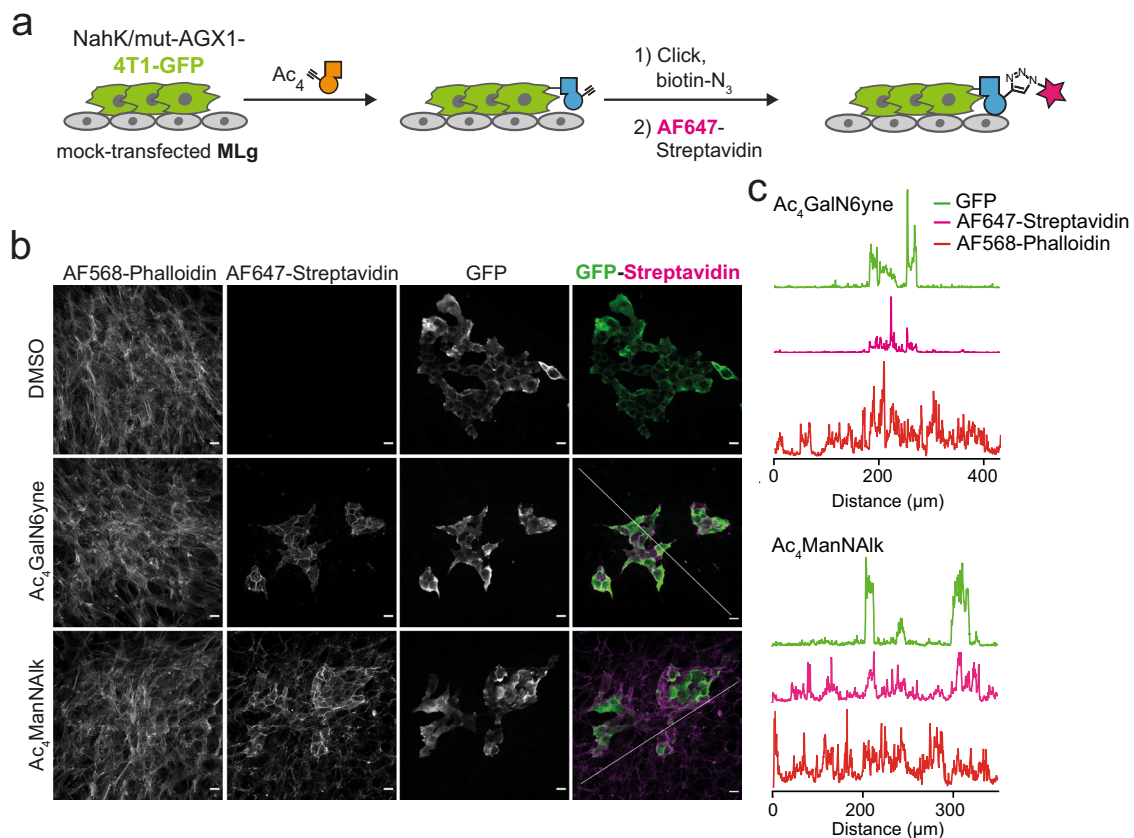 a
NahK/mut-AGX1-
4T1-GFP
mock-transfected MLg
Ac₄
1) Click,
biotin-N₃
2) AF647-
Streptavidin
N
N
N
b
AF568-Phalloidin
AF647-Streptavidin
GFP
GFP-Streptavidin
DMSO
Ac₄GalN6yne
Ac₄ManNAlk
c
Ac₄GalN6yne
GFP
AF647-Streptavidin
AF568-Phalloidin
0
200
400
Distance (µm)
Ac₄ManNAlk
0
200
300
Distance (µm)